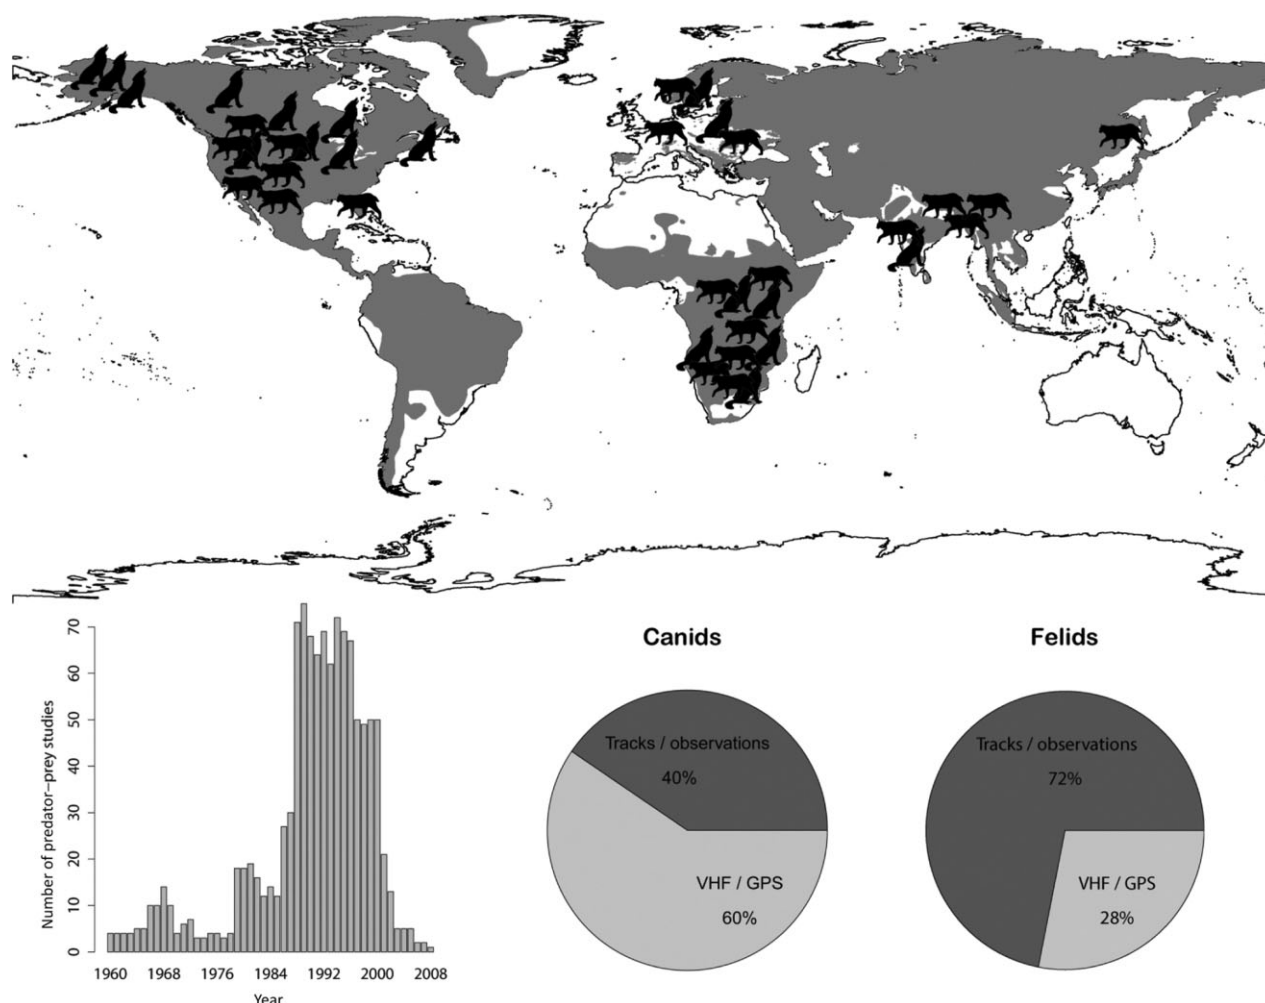 Number of predator–prey studies
70
60
50
40
30
20
10
0
1960 1968 1976 1984 1992 2000 2008
Year
Canids
Tracks / observations
40%
VHF / GPS
60%
Felids
Tracks / observations
72%
VHF / GPS
28%